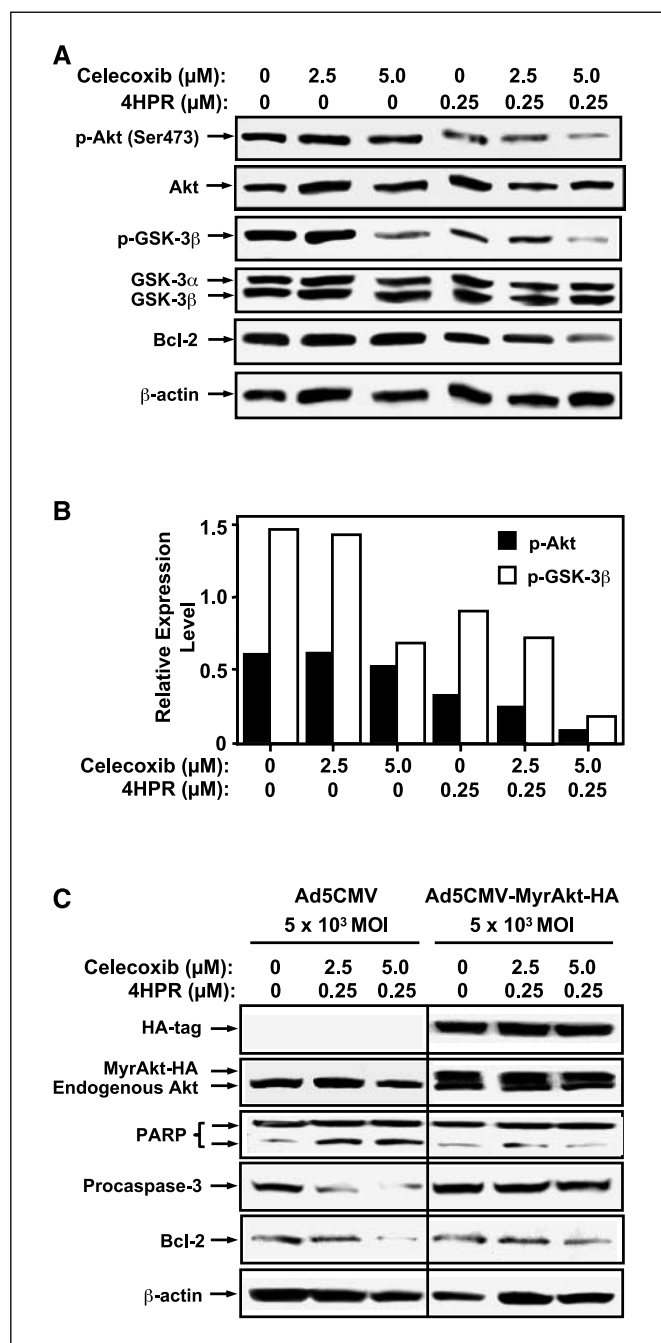 A
Celecoxib (µM): 0 2.5 5.0 0 2.5 5.0
4HPR (µM): 0 0 0 0.25 0.25 0.25
p-Akt (Ser473)
Akt
p-GSK-3β
GSK-3α
GSK-3β
Bcl-2
β-actin
B
Relative Expression
Level
1.5
1.0
0.5
0
p-Akt
p-GSK-3β
Celecoxib (µM): 0 2.5 5.0 0 2.5 5.0
4HPR (µM): 0 0 0 0.25 0.25 0.25
C
Ad5CMV Ad5CMV-MyrAkt-HA
5 x 10³ MOI 5 x 10³ MOI
Celecoxib (µM): 0 2.5 5.0 0 2.5 5.0
4HPR (µM): 0 0.25 0.25 0 0.25 0.25
HA-tag
MyrAkt-HA
Endogenous Akt
PARP
Procaspase-3
Bcl-2
β-actin